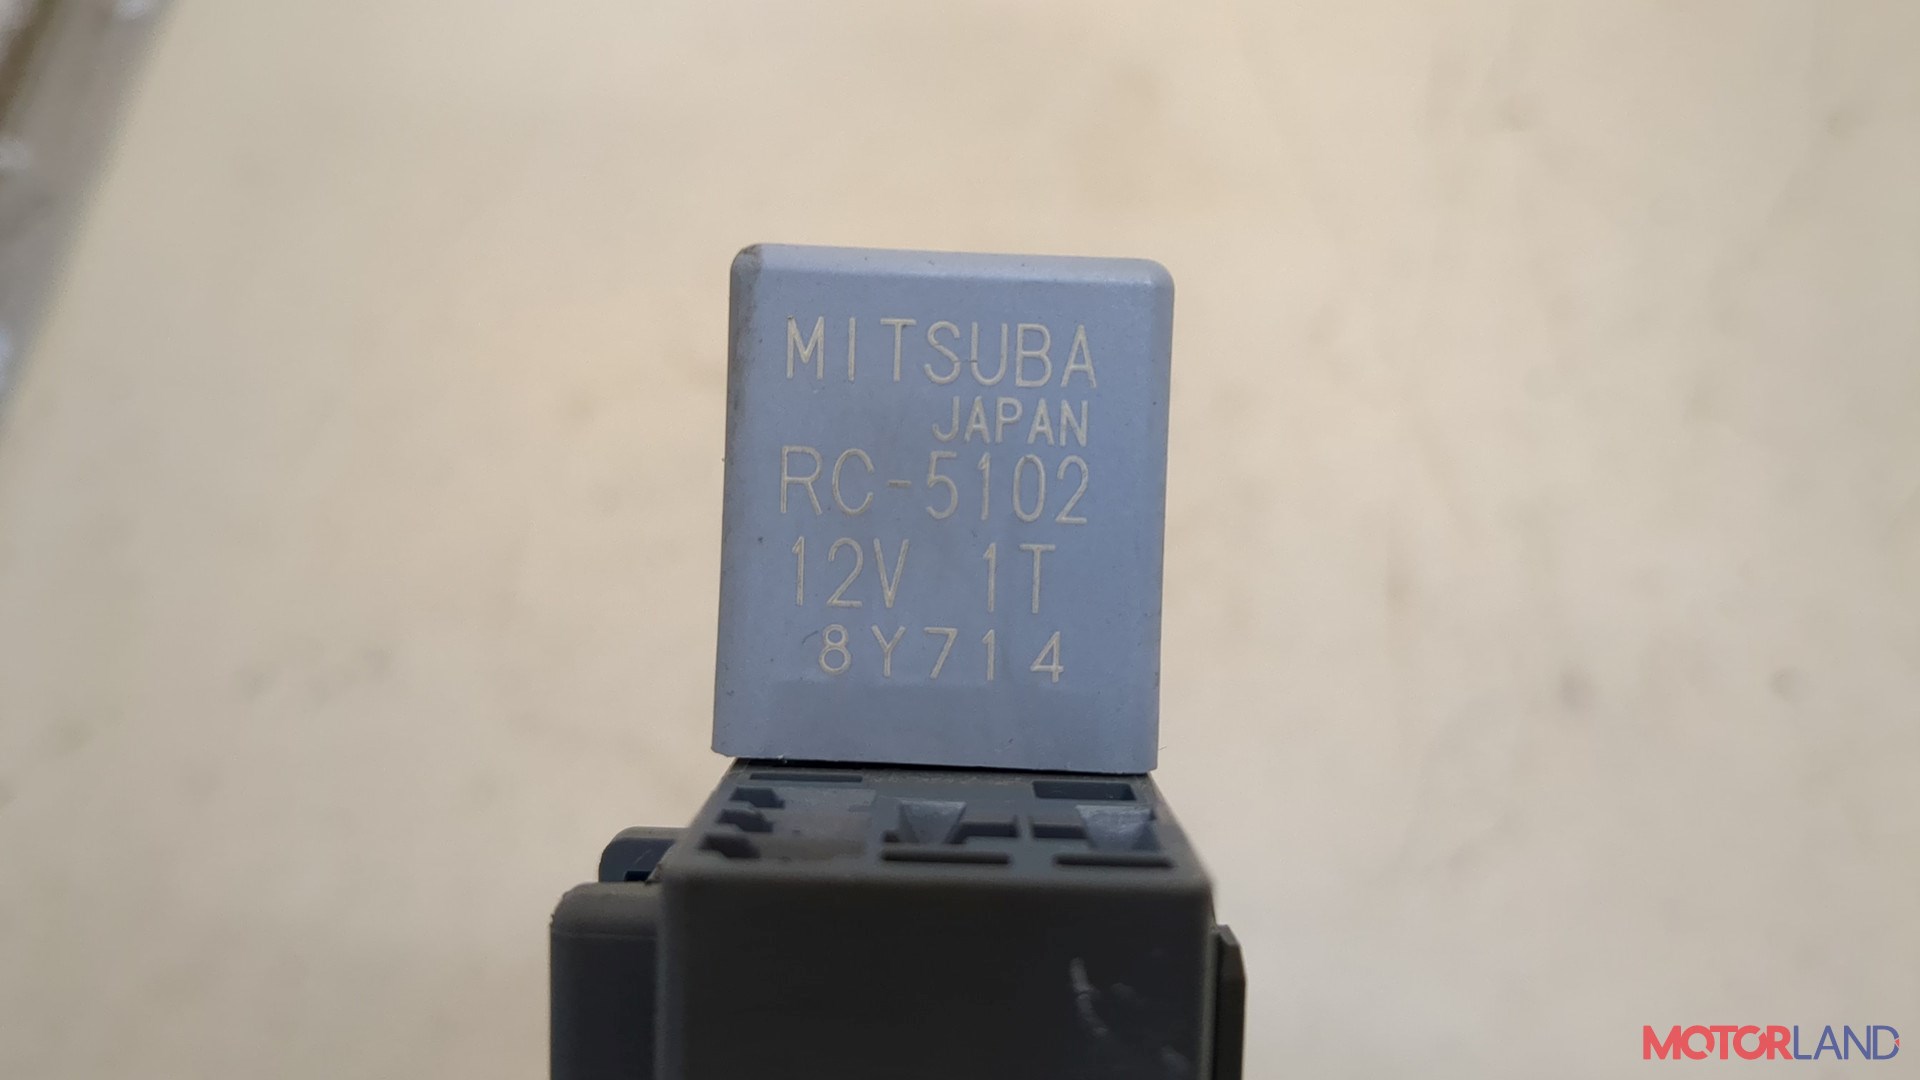 MITSUBA
JAPAN
RC-5102
12V 1T
8Y714
MOTORLAND